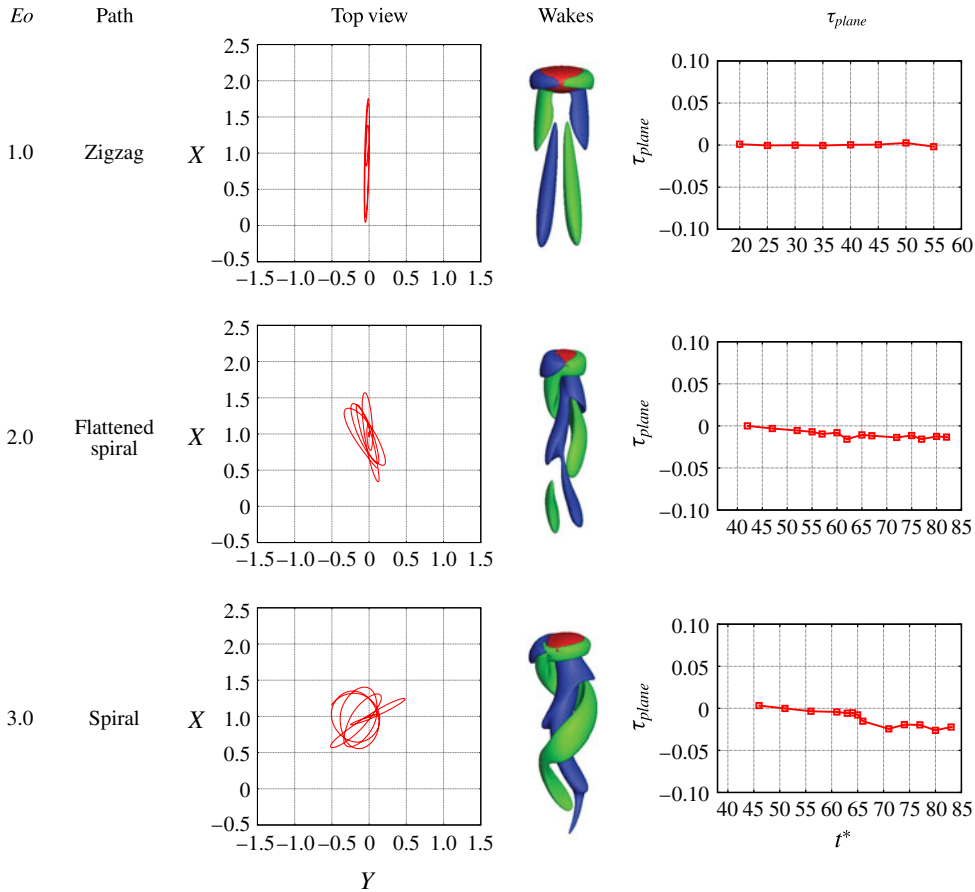 Eo Path Top view Wakes τplane
1.0 Zigzag
X
2.5
2.0
1.5
1.0
0.5
0
−0.5
−1.5 −1.0 −0.5 0 0.5 1.0 1.5
τplane
0.10
0.05
0
−0.05
−0.10
20 25 30 35 40 45 50 55 60
2.0 Flattened
spiral
X
2.5
2.0
1.5
1.0
0.5
0
−0.5
−1.5 −1.0 −0.5 0 0.5 1.0 1.5
τplane
0.10
0.05
0
−0.05
−0.10
40 45 50 55 60 65 70 75 80 85
3.0 Spiral
X
2.5
2.0
1.5
1.0
0.5
0
−0.5
−1.5 −1.0 −0.5 0 0.5 1.0 1.5
Y
τplane
0.10
0.05
0
−0.05
−0.10
40 45 50 55 60 65 70 75 80 85
t*